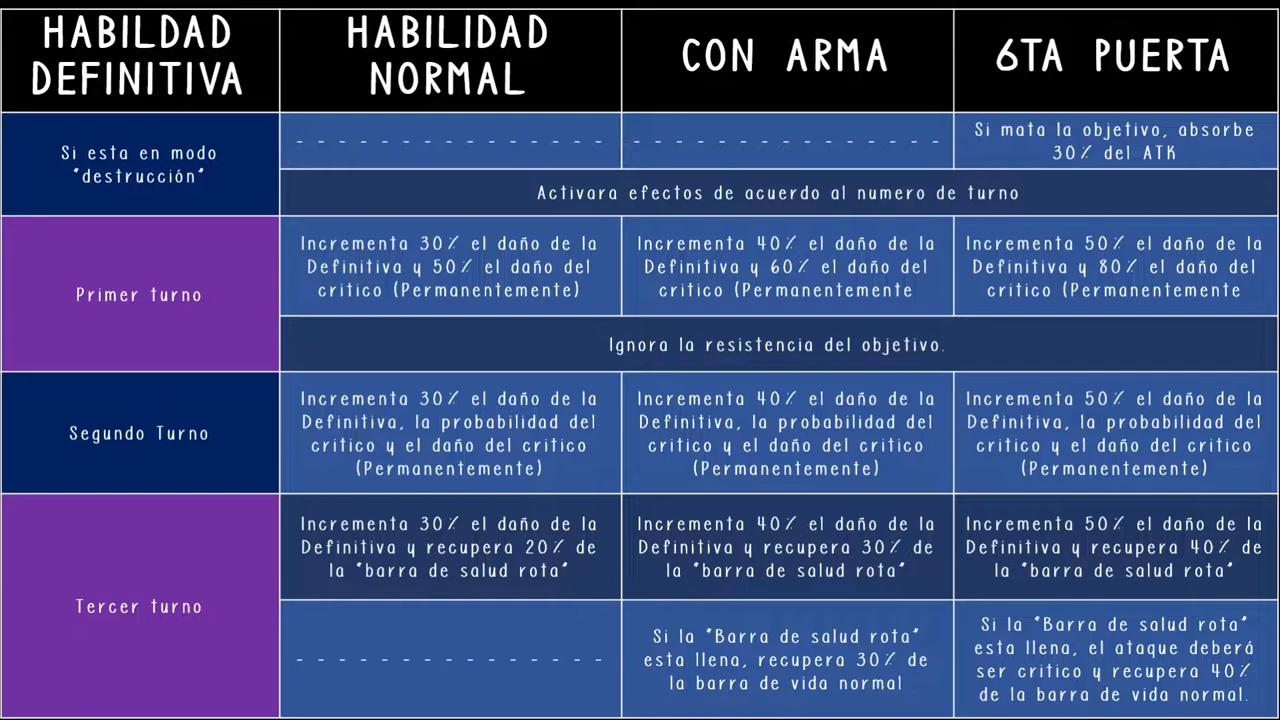 HABILDAD
DEFINITIVA
HABILIDAD
NORMAL
CON ARMA
6TA PUERTA
Si esta en modo
"destrucción"
- - - - - - - - - - - - - - -
- - - - - - - - - - - - - - -
Si mata la objetivo, absorbe
30% del ATK
Activara efectos de acuerdo al numero de turno
Primer turno
Incrementa 30% el daño de la
Definitiva y 50% el daño del
critico (Permanentemente)
Incrementa 40% el daño de la
Definitiva y 60% el daño del
critico (Permanentemente
Incrementa 50% el daño de la
Definitiva y 80% el daño del
critico (Permanentemente
Ignora la resistencia del objetivo.
Segundo Turno
Incrementa 30% el daño de la
Definitiva, la probabilidad del
critico y el daño del critico
(Permanentemente)
Incrementa 40% el daño de la
Definitiva, la probabilidad del
critico y el daño del critico
(Permanentemente)
Incrementa 50% el daño de la
Definitiva, la probabilidad del
critico y el daño del critico
(Permanentemente)
Tercer turno
Incrementa 30% el daño de la
Definitiva y recupera 20% de
la "barra de salud rota"
Incrementa 40% el daño de la
Definitiva y recupera 30% de
la "barra de salud rota"
Incrementa 50% el daño de la
Definitiva y recupera 40% de
la "barra de salud rota"
- - - - - - - - - - - - - - -
Si la "Barra de salud rota"
esta llena, recupera 30% de
la barra de vida normal
Si la "Barra de salud rota"
esta llena, el ataque deberá
ser critico y recupera 40%
de la barra de vida normal.